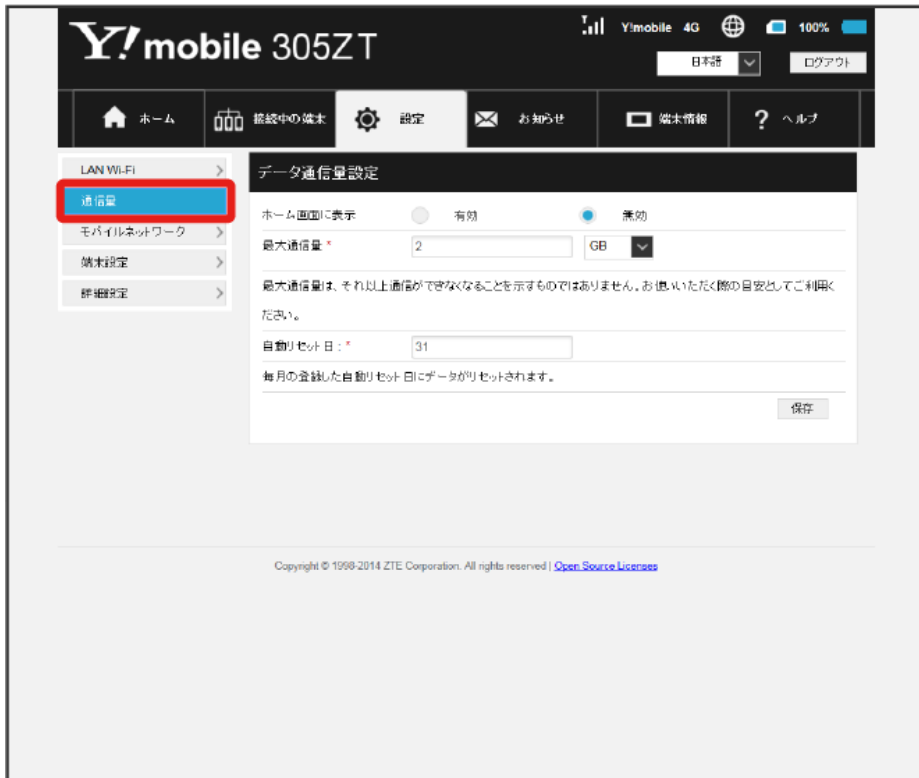 Y! mobile 305ZT
Y!mobile 4G 100%
日本語 ログアウト
ホーム 接続中の端末 設定 お知らせ 端末情報 ? ヘルプ
LAN Wi-Fi
通信量
モバイルネットワーク
端末設定
詳細設定
データ通信量設定
ホーム画面に表示 有効 無効
最大通信量 * 2 GB
最大通信量は、それ以上通信ができなくなることを示すものではありません。お使いいただく際の目安としてご利用く
ださい。
自動リセット日:* 31
毎月の登録した自動リセット日にデータがリセットされます。
保存
Copyright © 1998-2014 ZTE Corporation. All rights reserved | Open Source Licenses